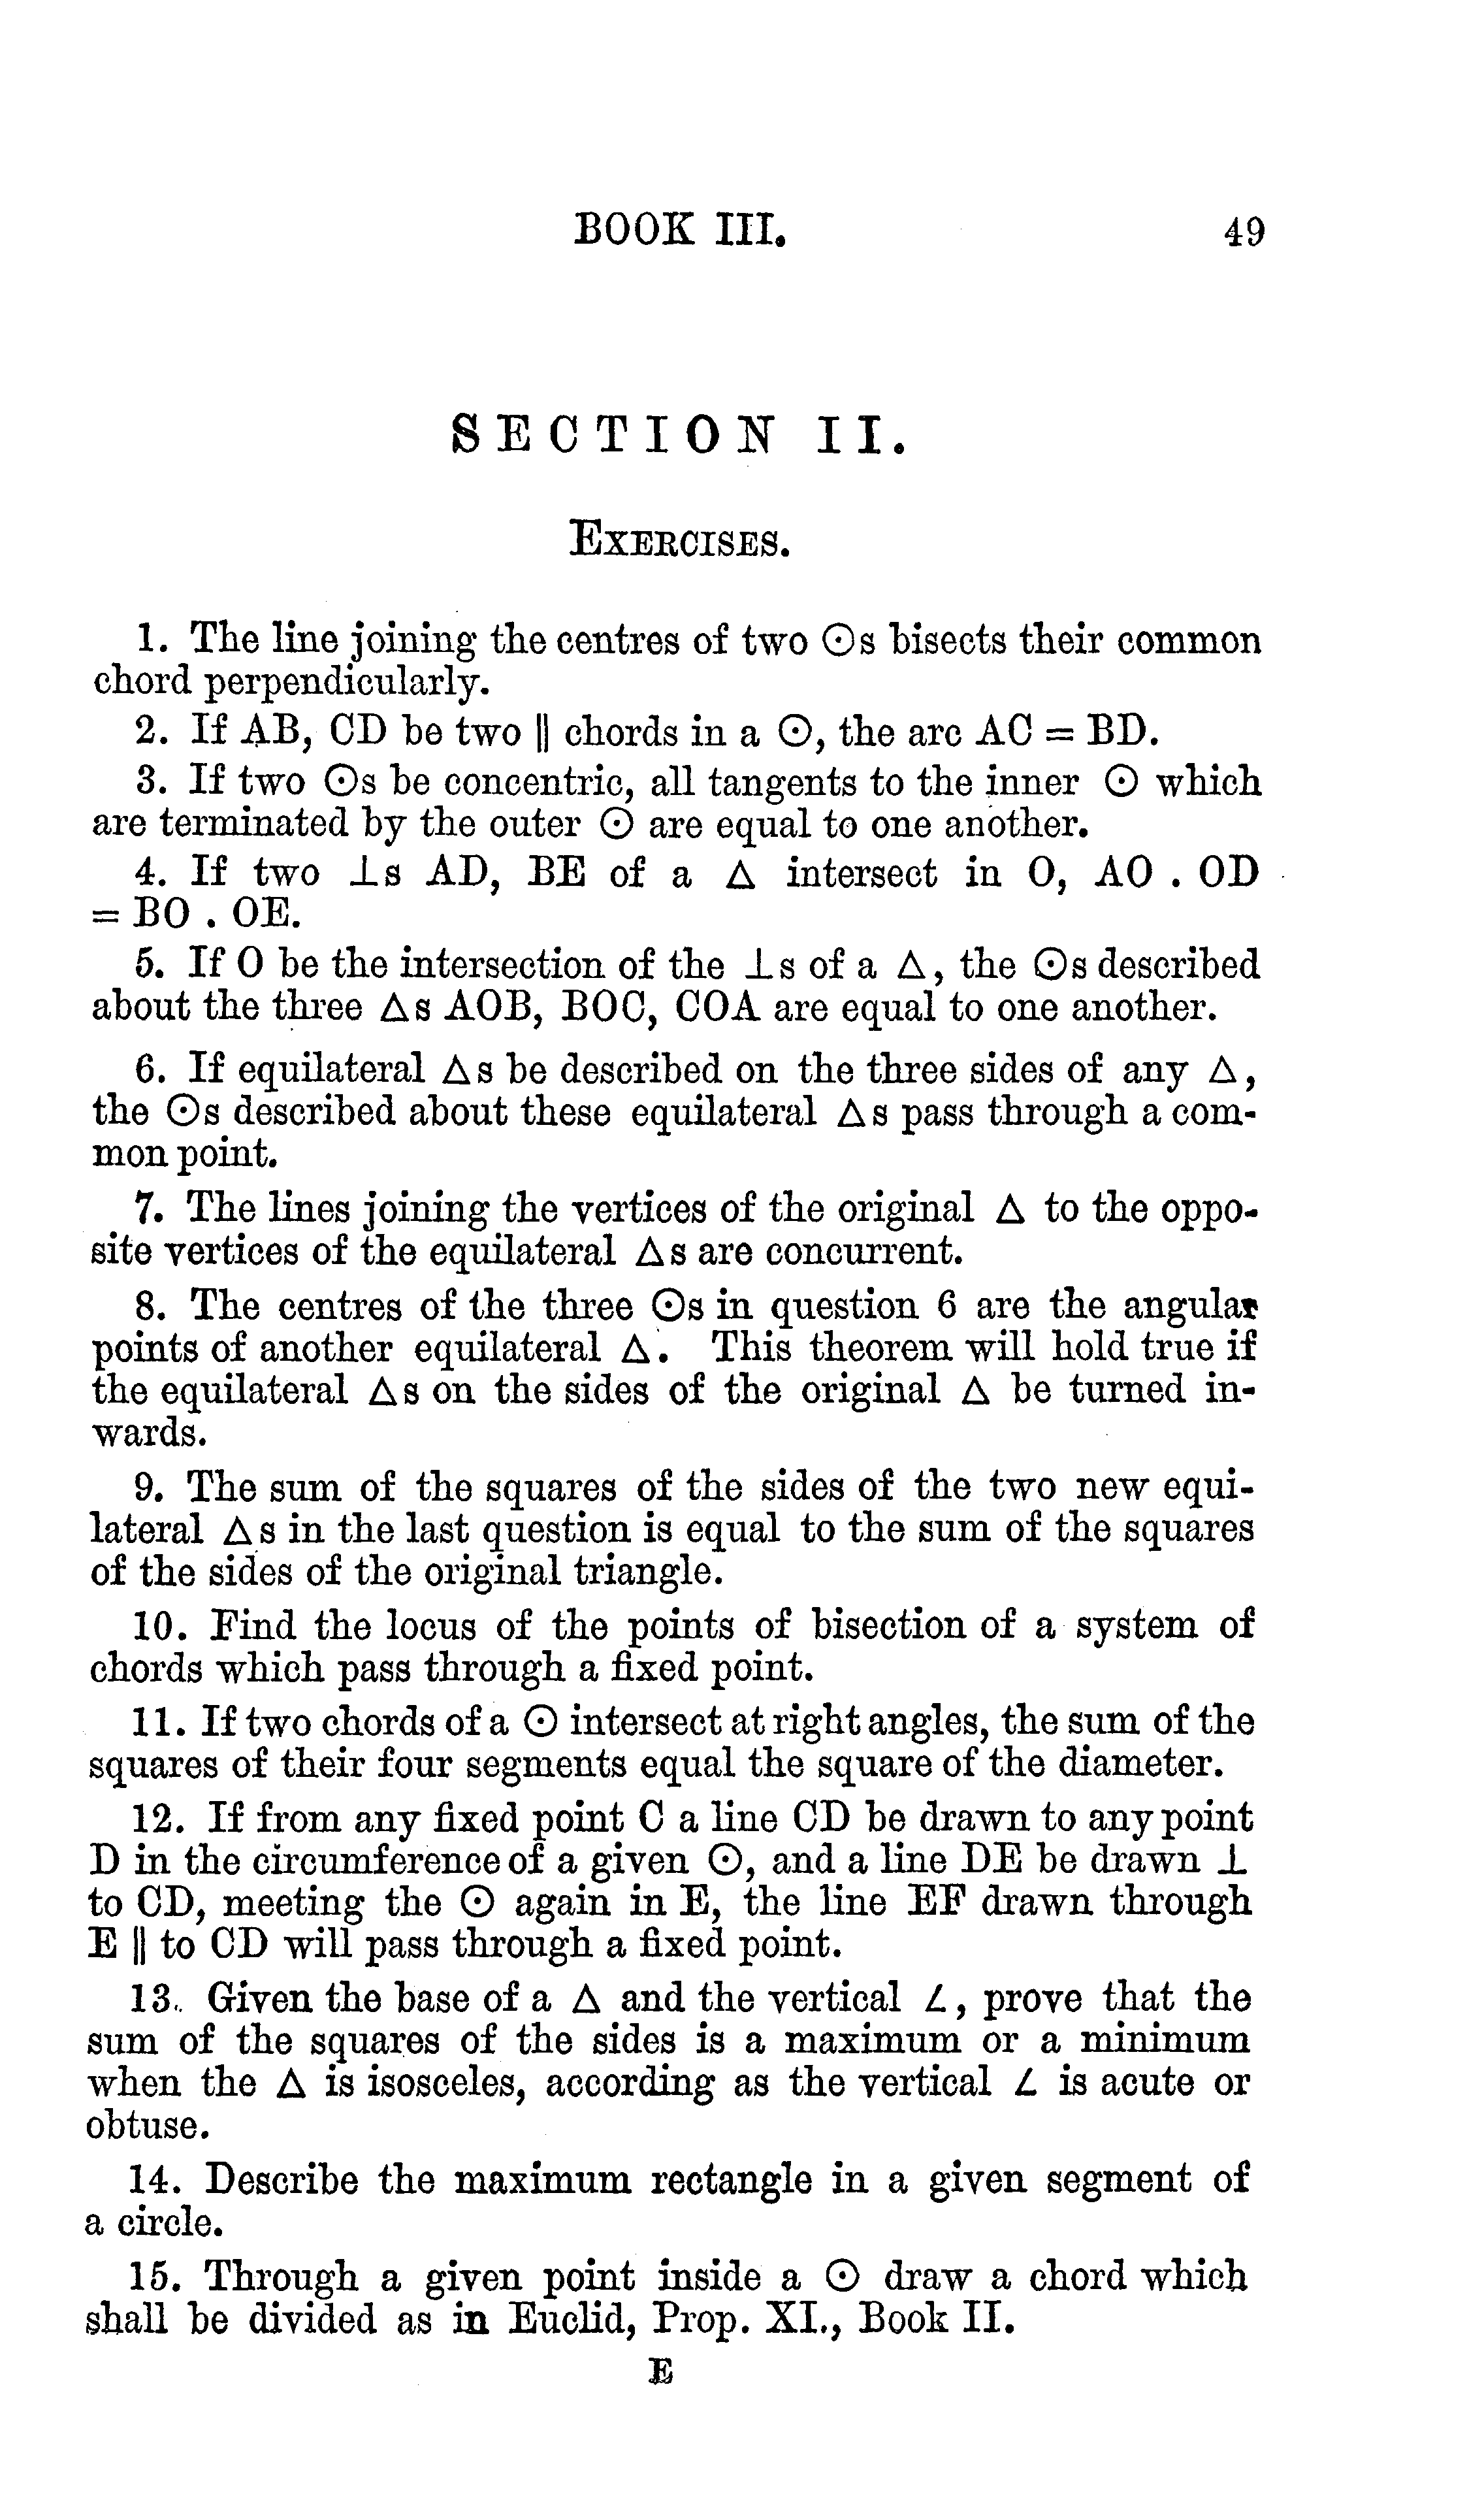 BOOK III. 49
SECTION II.
EXERCISES.
1. The line joining the centres of two ⊙s bisects their common
chord perpendicularly.
2. If AB, CD be two || chords in a ⊙, the arc AC = BD.
3. If two ⊙s be concentric, all tangents to the inner ⊙ which
are terminated by the outer ⊙ are equal to one another.
4. If two ⊥s AD, BE of a △ intersect in O, AO . OD
= BO . OE.
5. If O be the intersection of the ⊥s of a △, the ⊙s described
about the three △s AOB, BOC, COA are equal to one another.
6. If equilateral △s be described on the three sides of any △,
the ⊙s described about these equilateral △s pass through a com-
mon point.
7. The lines joining the vertices of the original △ to the oppo-
site vertices of the equilateral △s are concurrent.
8. The centres of the three ⊙s in question 6 are the angular
points of another equilateral △. This theorem will hold true if
the equilateral △s on the sides of the original △ be turned in-
wards.
9. The sum of the squares of the sides of the two new equi-
lateral △s in the last question is equal to the sum of the squares
of the sides of the original triangle.
10. Find the locus of the points of bisection of a system of
chords which pass through a fixed point.
11. If two chords of a ⊙ intersect at right angles, the sum of the
squares of their four segments equal the square of the diameter.
12. If from any fixed point C a line CD be drawn to any point
D in the circumference of a given ⊙, and a line DE be drawn ⊥
to CD, meeting the ⊙ again in E, the line EF drawn through
E || to CD will pass through a fixed point.
13. Given the base of a △ and the vertical ∠, prove that the
sum of the squares of the sides is a maximum or a minimum
when the △ is isosceles, according as the vertical ∠ is acute or
obtuse.
14. Describe the maximum rectangle in a given segment of
a circle.
15. Through a given point inside a ⊙ draw a chord which
shall be divided as in Euclid, Prop. XI., Book II.
E